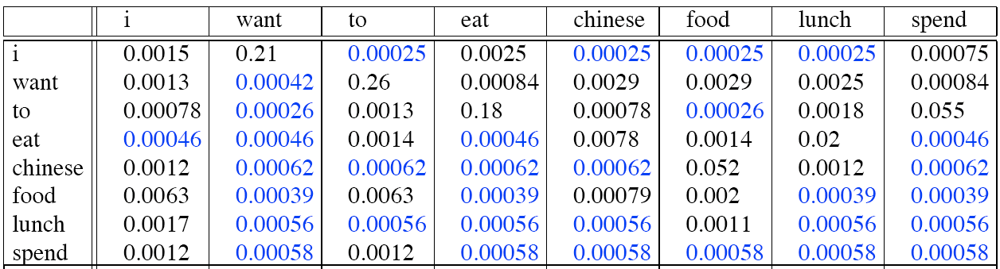 i want to eat chinese food lunch spend
i 0.0015 0.21 0.00025 0.0025 0.00025 0.00025 0.00025 0.00075
want 0.0013 0.00042 0.26 0.00084 0.0029 0.0029 0.0025 0.00084
to 0.00078 0.00026 0.0013 0.18 0.00078 0.00026 0.0018 0.055
eat 0.00046 0.00046 0.0014 0.00046 0.0078 0.0014 0.02 0.00046
chinese 0.0012 0.00062 0.00062 0.00062 0.00062 0.052 0.0012 0.00062
food 0.0063 0.00039 0.0063 0.00039 0.00079 0.002 0.00039 0.00039
lunch 0.0017 0.00056 0.00056 0.00056 0.00056 0.0011 0.00056 0.00056
spend 0.0012 0.00058 0.0012 0.00058 0.00058 0.00058 0.00058 0.00058